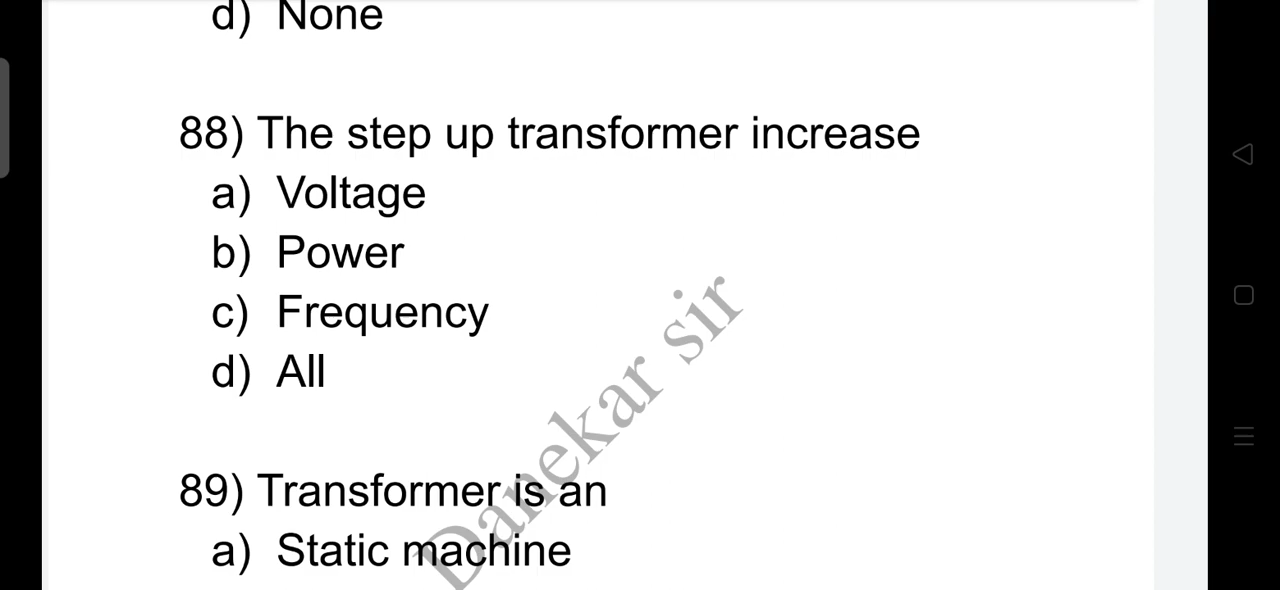 d) None
88) The step up transformer increase
a) Voltage
b) Power
c) Frequency
d) All
89) Transformer is an
a) Static machine
Danekar sir